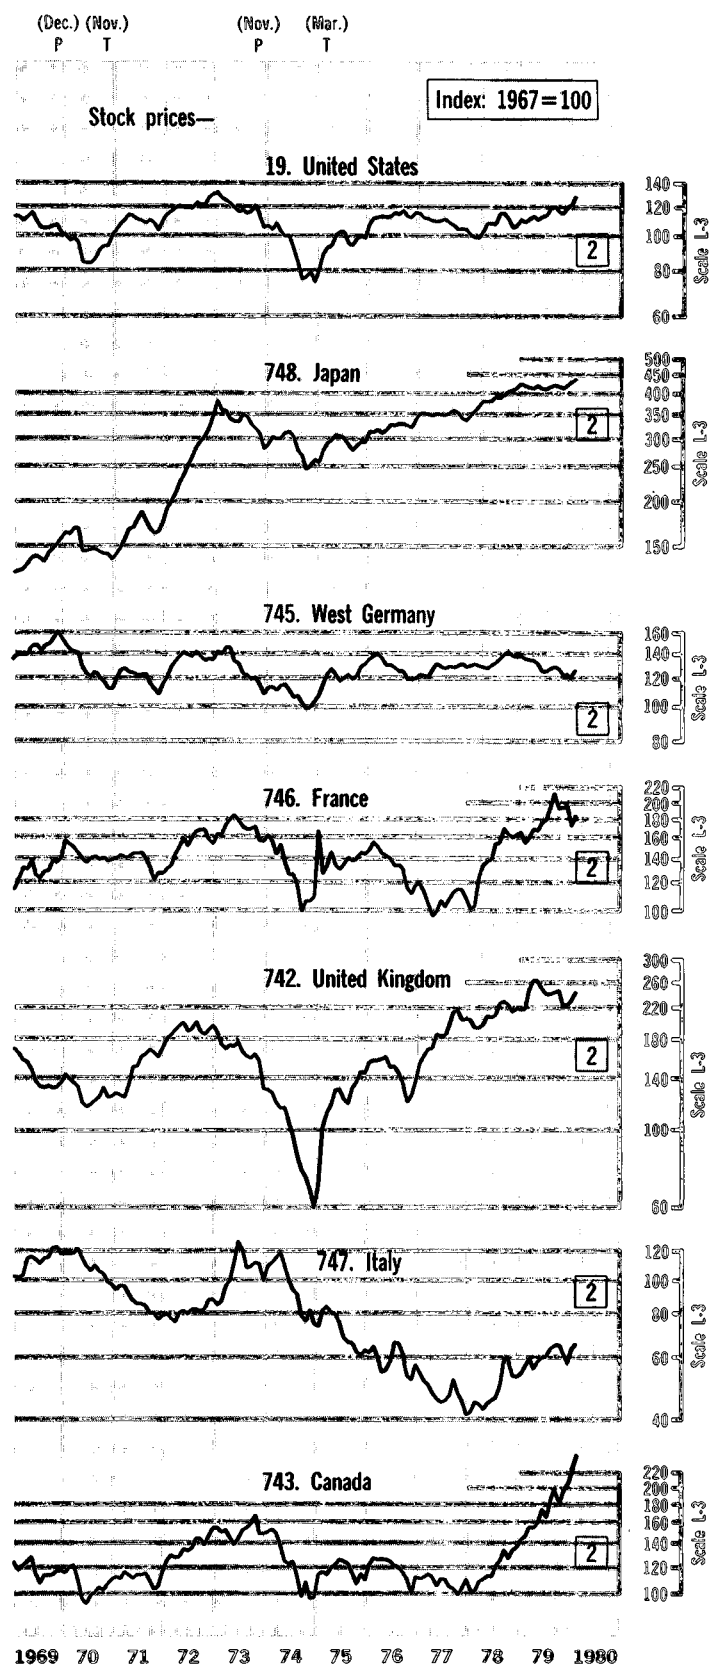 (Dec.) (Nov.) (Nov.) (Mar.)
P T P T
Index: 1967=100
Stock prices—
19. United States
140
120
100
80
60
Scale L-3
2
748. Japan
500
450
400
350
300
250
200
150
Scale L-3
2
745. West Germany
160
140
120
100
80
Scale L-3
2
746. France
220
200
180
160
140
120
100
Scale L-3
2
742. United Kingdom
300
260
220
180
140
100
60
Scale L-3
2
747. Italy
120
100
80
60
40
Scale L-3
2
743. Canada
220
200
180
160
140
120
100
Scale L-3
2
1969 70 71 72 73 74 75 76 77 78 79 1980